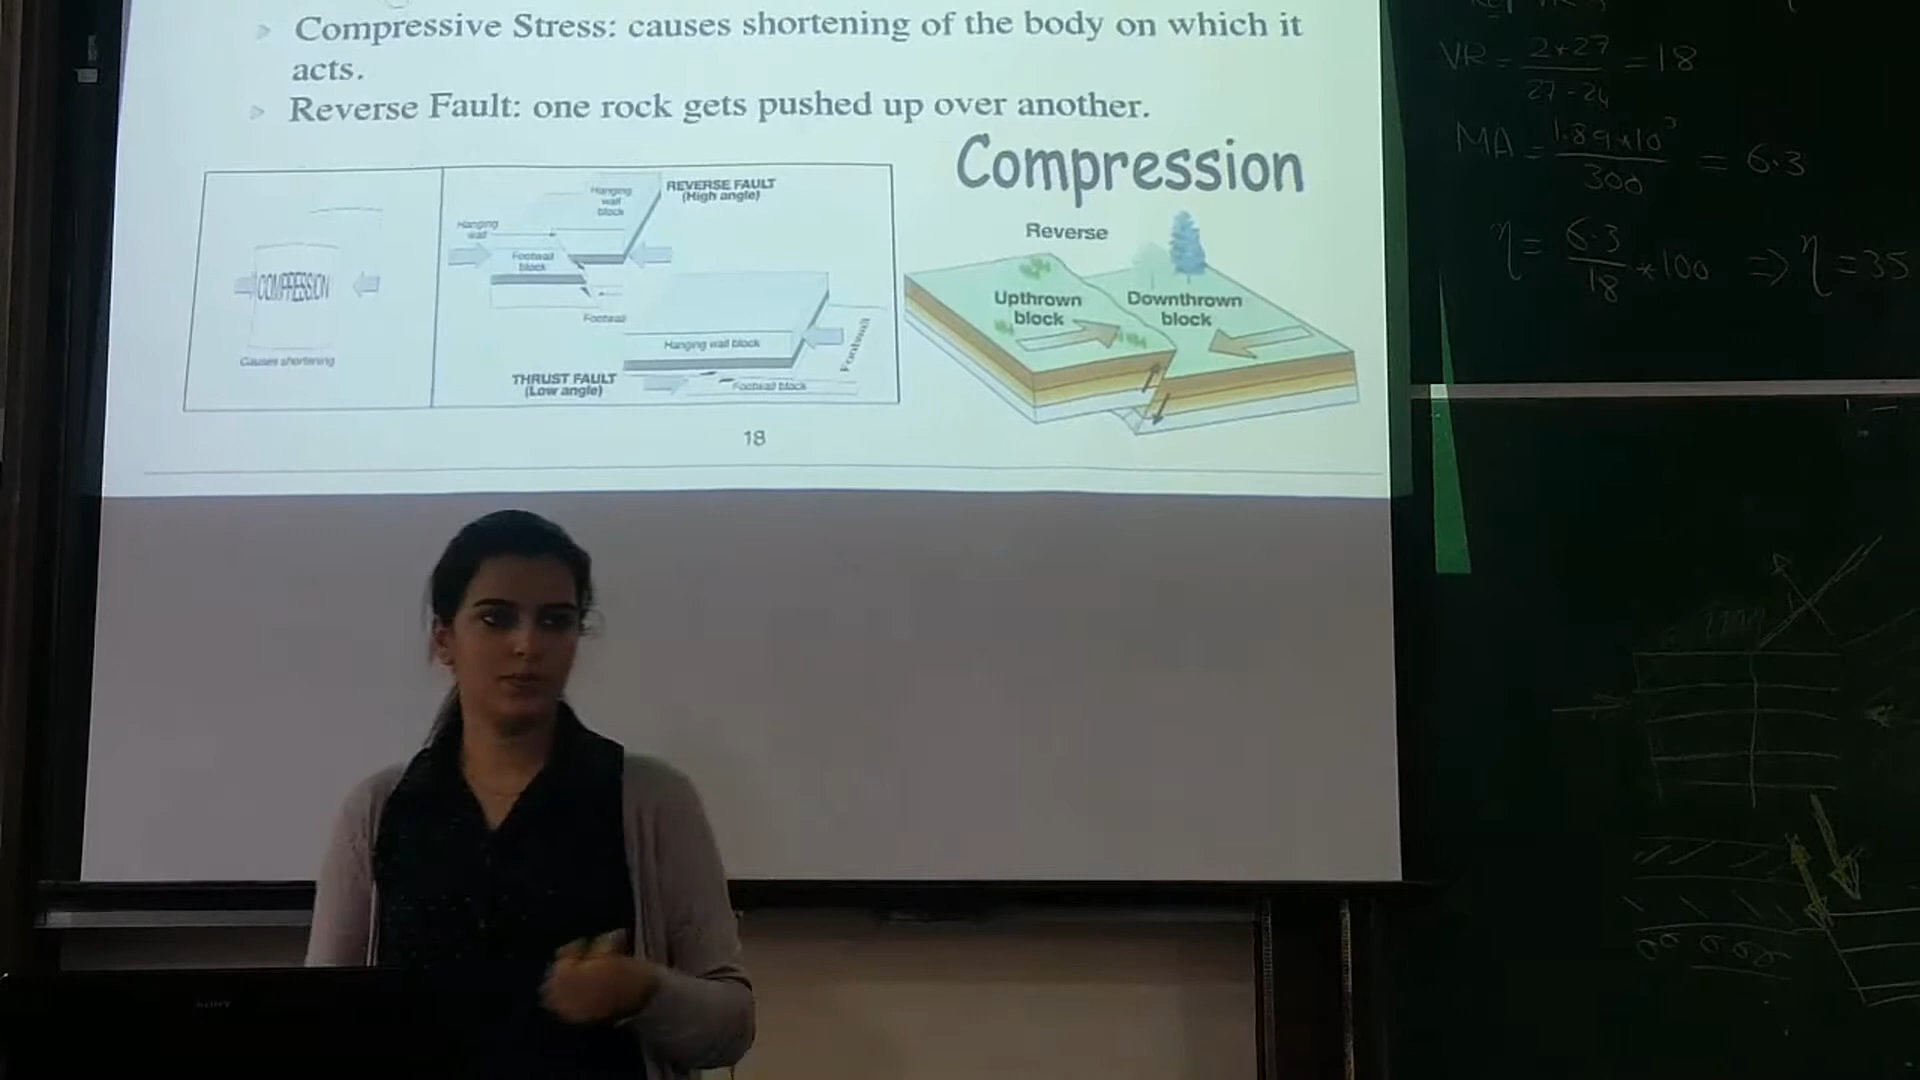 Compressive Stress: causes shortening of the body on which it
acts.
Reverse Fault: one rock gets pushed up over another.
Compression
COMPRESSION
Causes shortening
Hanging
wall
Hanging
wall
block
REVERSE FAULT
(High angle)
Footwall
block
Footwall
Hanging wall block
Footwall
THRUST FAULT
(Low angle)
Footwall block
Reverse
Upthrown
block
Downthrown
block
18
VR = 2*27 / 27-24 = 18
MA = 1.89*10³ / 300 = 6.3
η = 6.3 / 18 *100 ⇒ η = 35
SONY